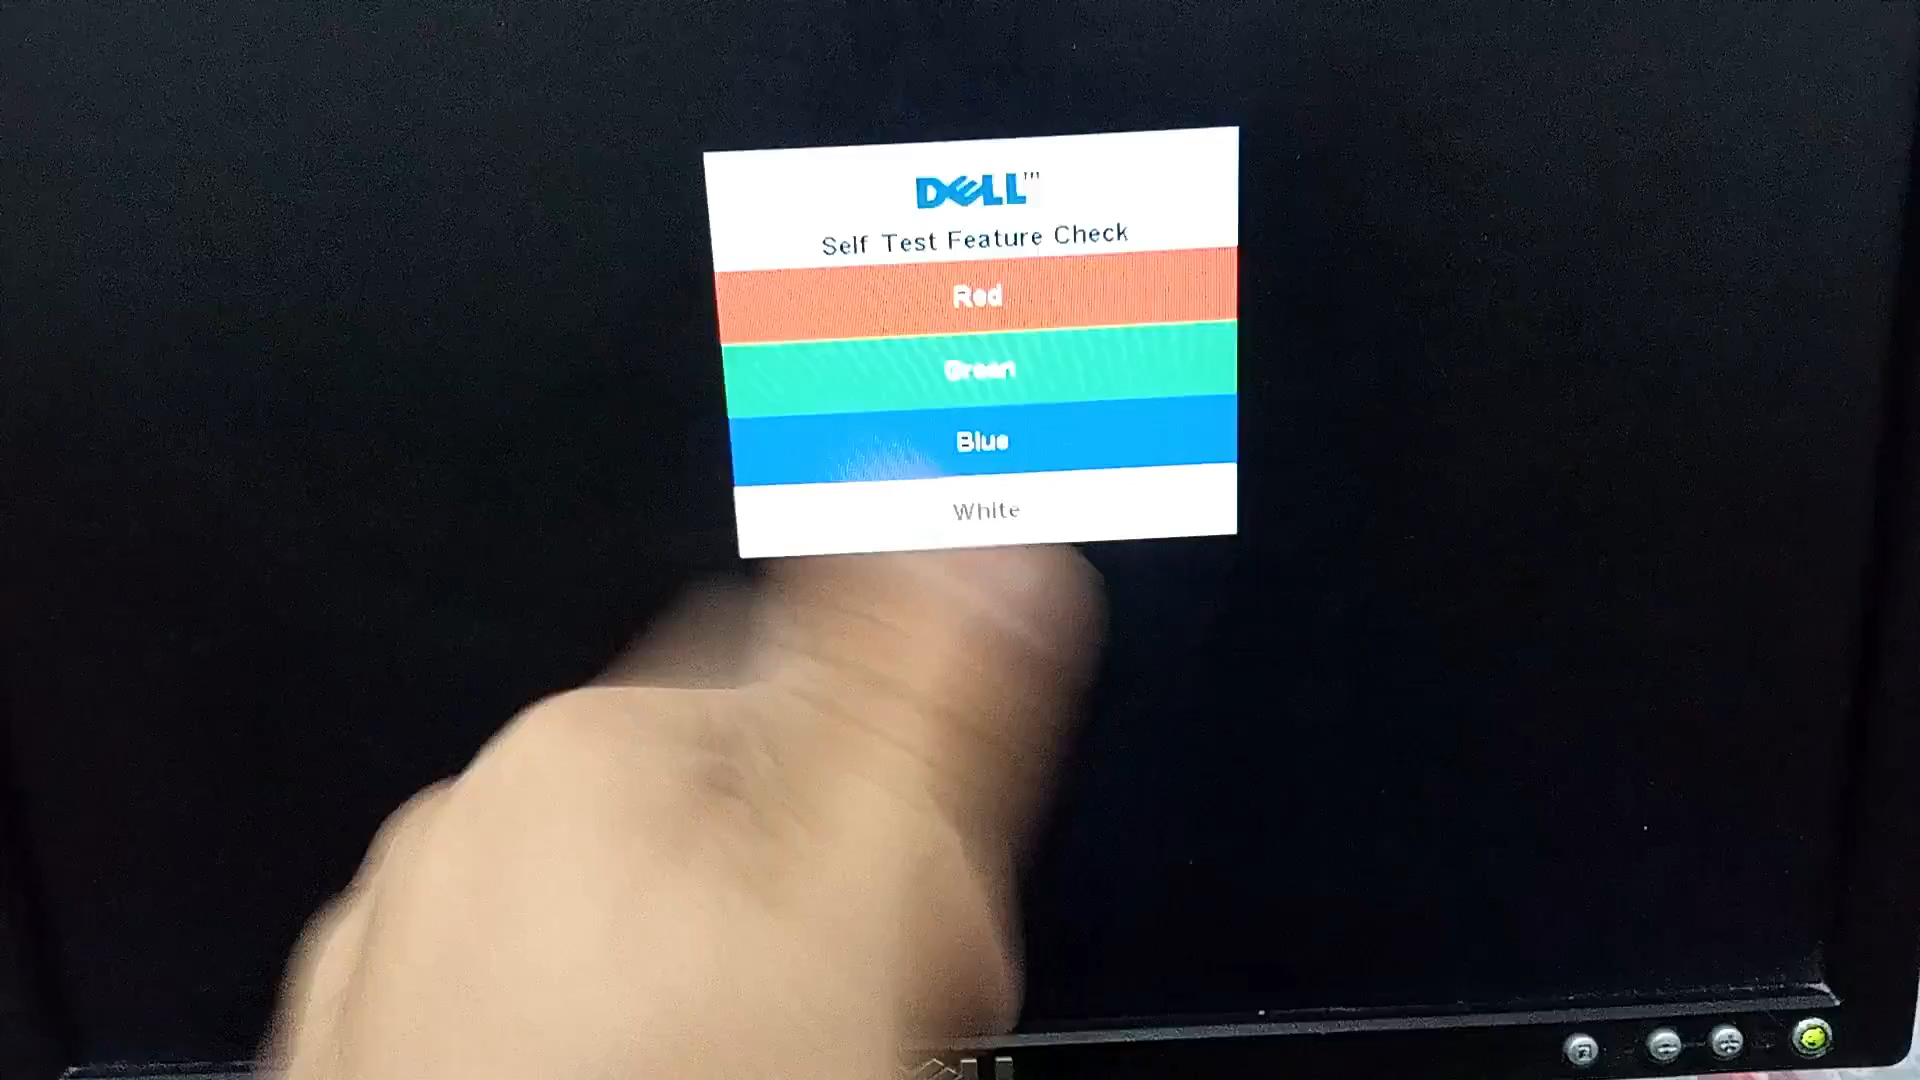 DELL™
Self Test Feature Check
Red
Green
Blue
White